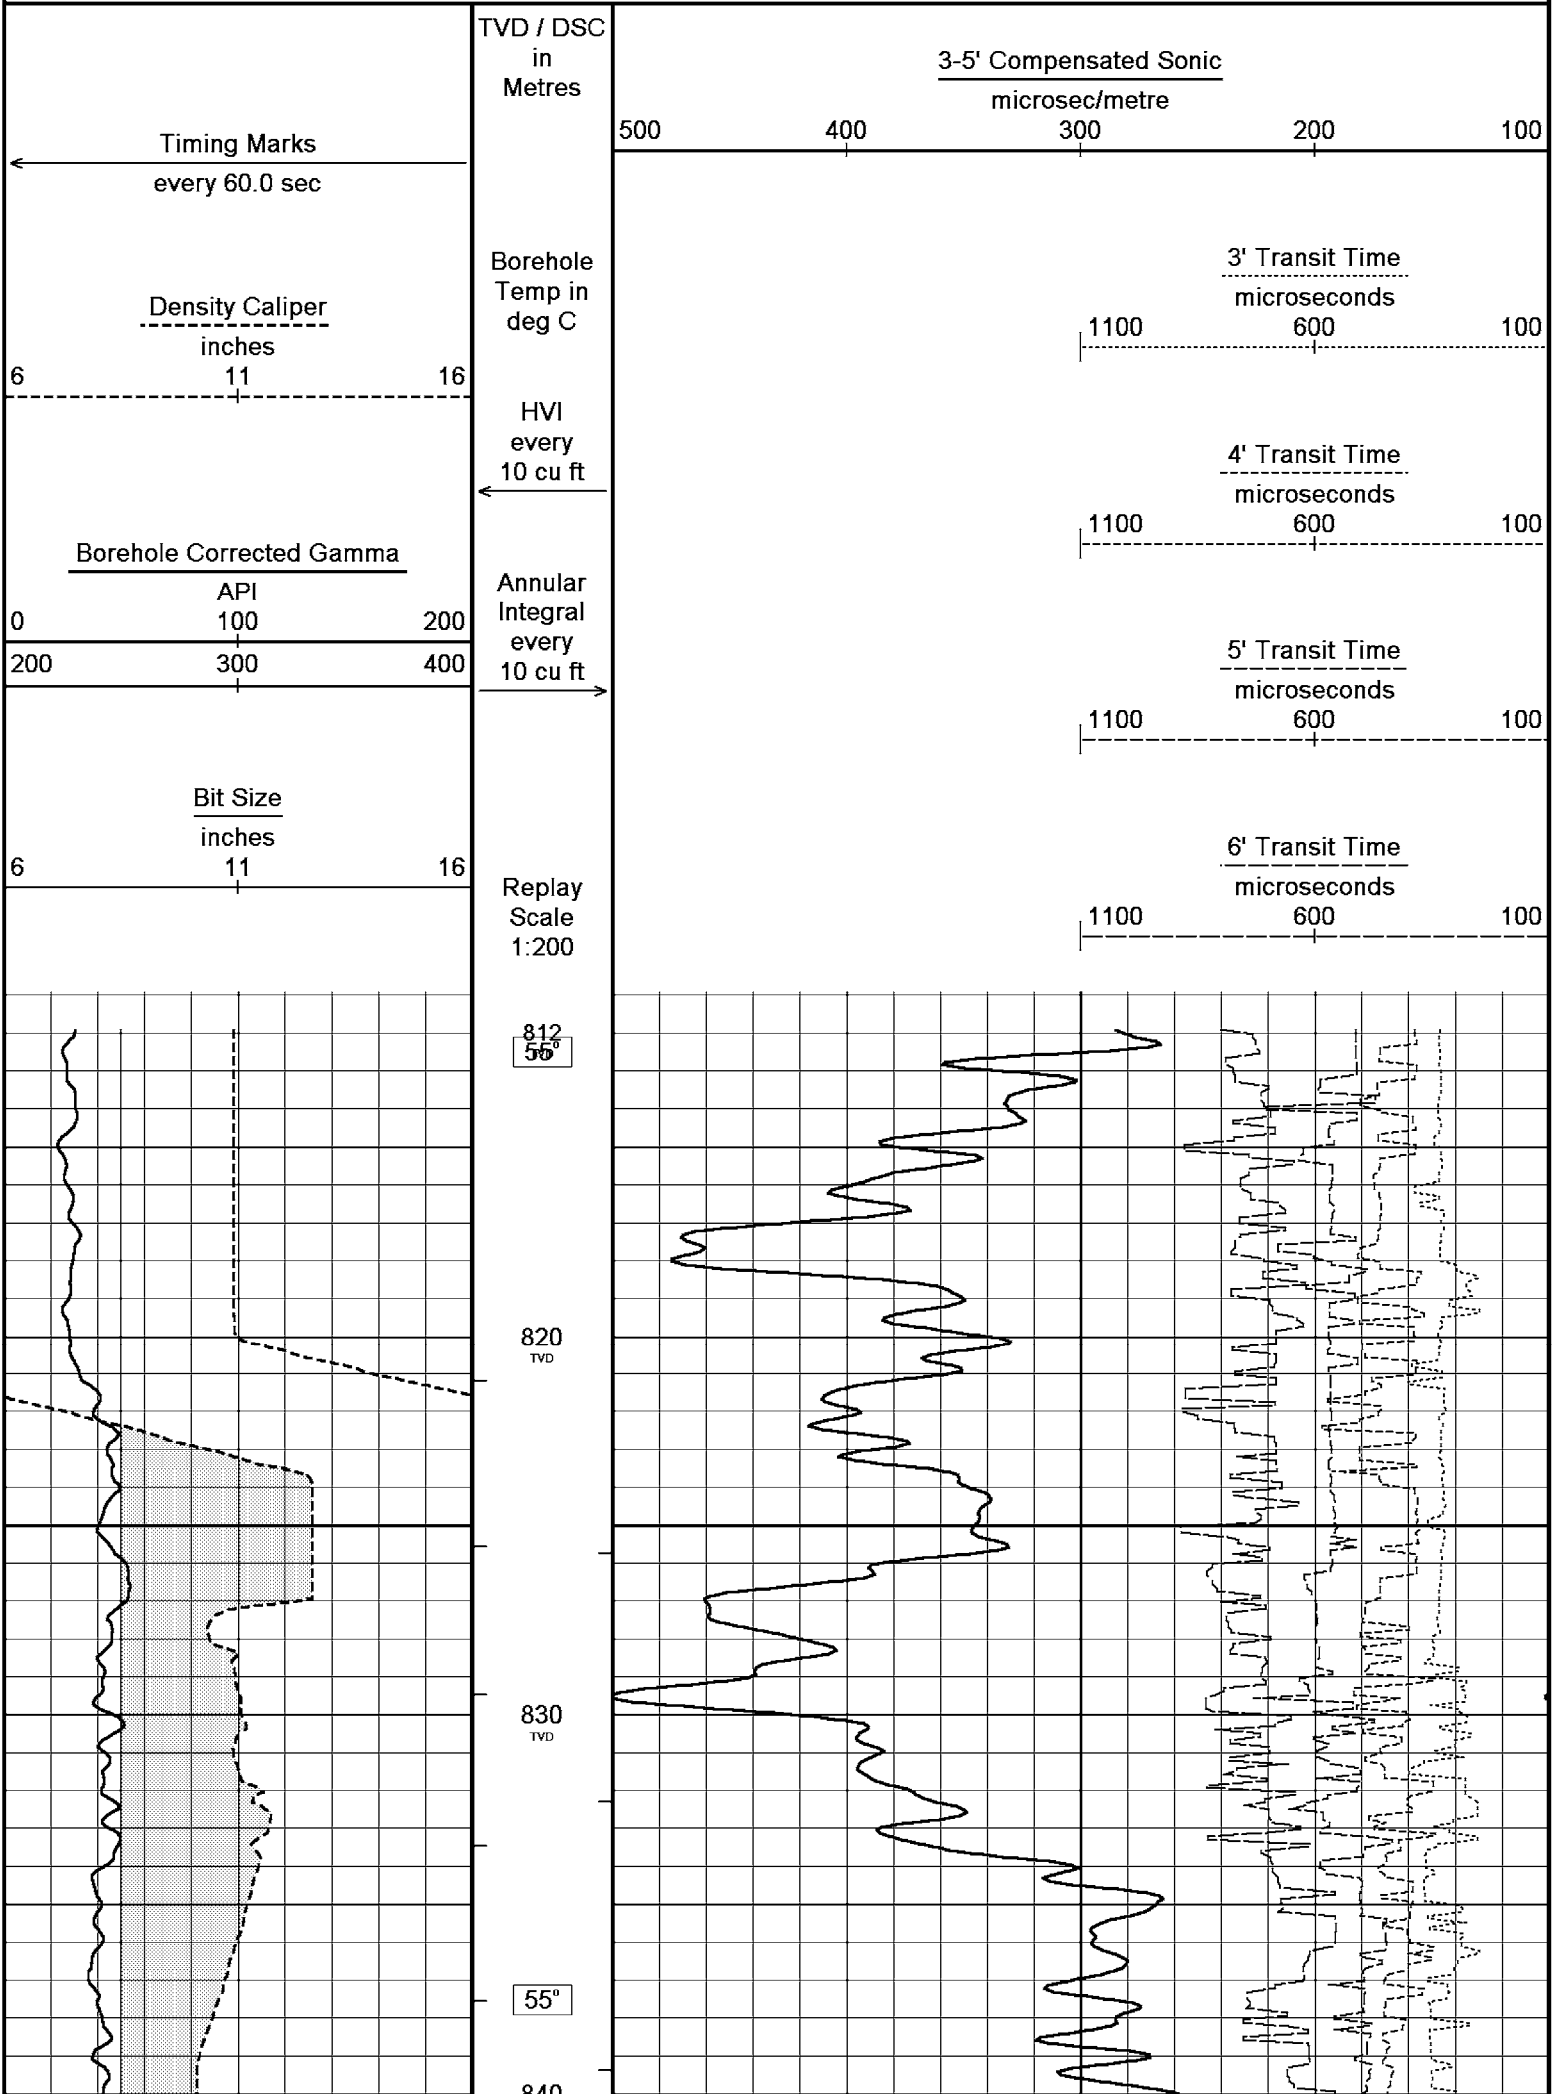 Timing Marks
every 60.0 sec
Density Caliper
inches
6 11 16
Borehole Corrected Gamma
API
0 100 200
200 300 400
Bit Size
inches
6 11 16
TVD / DSC
in
Metres
Borehole
Temp in
deg C
HVI
every
10 cu ft
Annular
Integral
every
10 cu ft
Replay
Scale
1:200
3-5' Compensated Sonic
microsec/metre
500 400 300 200 100
3' Transit Time
microseconds
1100 600 100
4' Transit Time
microseconds
1100 600 100
5' Transit Time
microseconds
1100 600 100
6' Transit Time
microseconds
1100 600 100
812
55°
820
TVD
830
TVD
55°
840